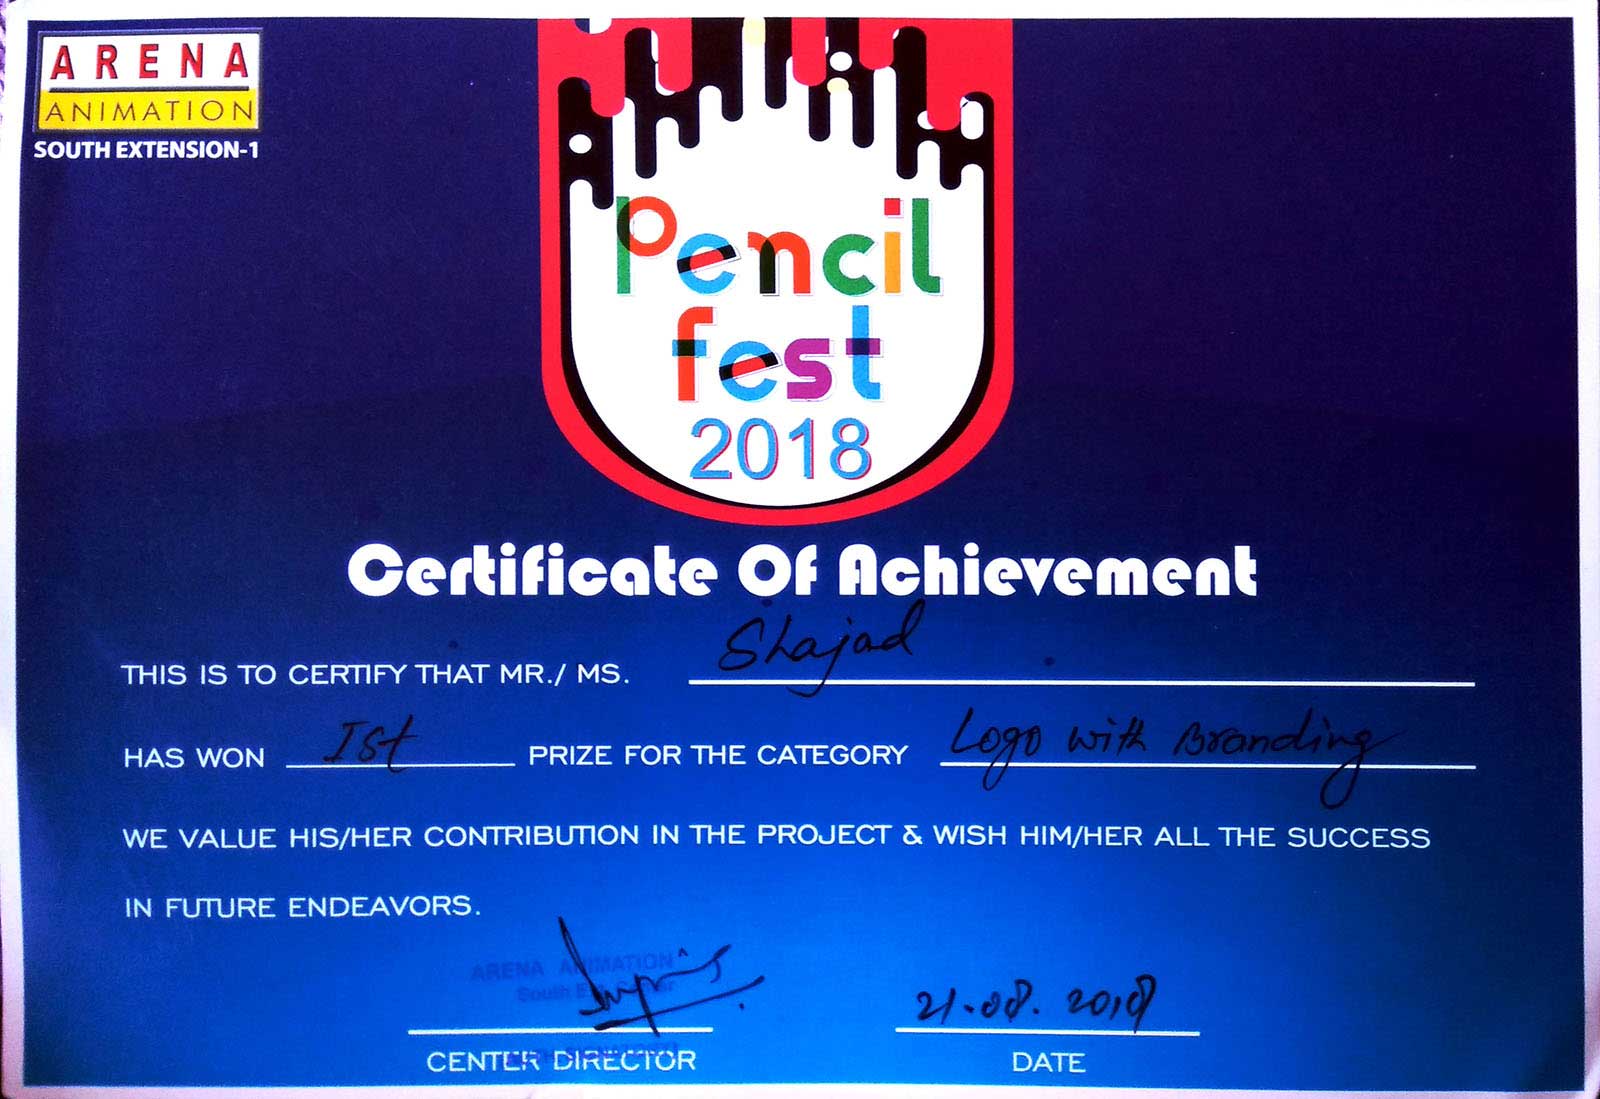 ARENA
ANIMATION
SOUTH EXTENSION-1
Pencil
fest
2018
Certificate Of Achievement
THIS IS TO CERTIFY THAT MR./ MS. Shajad
HAS WON Ist PRIZE FOR THE CATEGORY Logo with Branding
WE VALUE HIS/HER CONTRIBUTION IN THE PROJECT & WISH HIM/HER ALL THE SUCCESS
IN FUTURE ENDEAVORS.
ARENA ANIMATION
South
21.08.2018
CENTER DIRECTOR
DATE